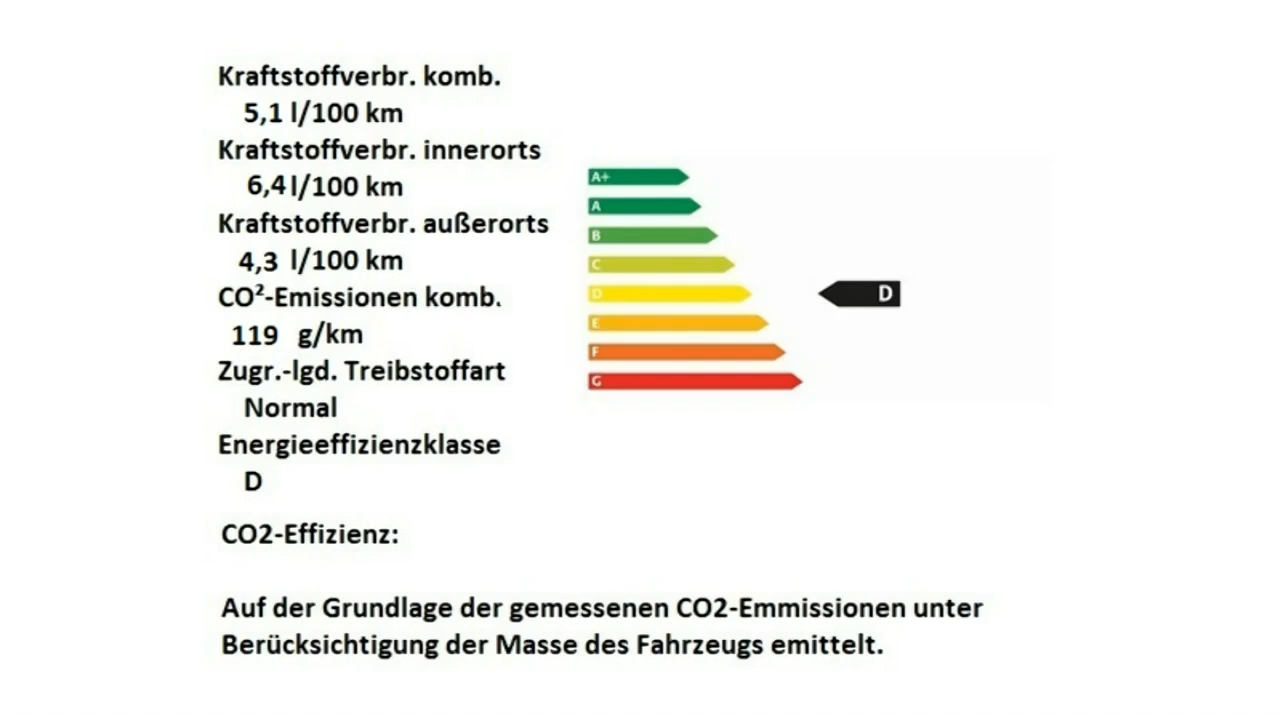 Kraftstoffverbr. komb.
5,1 l/100 km
Kraftstoffverbr. innerorts
6,4 l/100 km
Kraftstoffverbr. außerorts
4,3 l/100 km
CO²-Emissionen komb.
119 g/km
Zugr.-lgd. Treibstoffart
Normal
Energieeffizienzklasse
D
A+
A
B
C
D
D
E
F
G
CO2-Effizienz:
Auf der Grundlage der gemessenen CO2-Emmissionen unter
Berücksichtigung der Masse des Fahrzeugs emittelt.